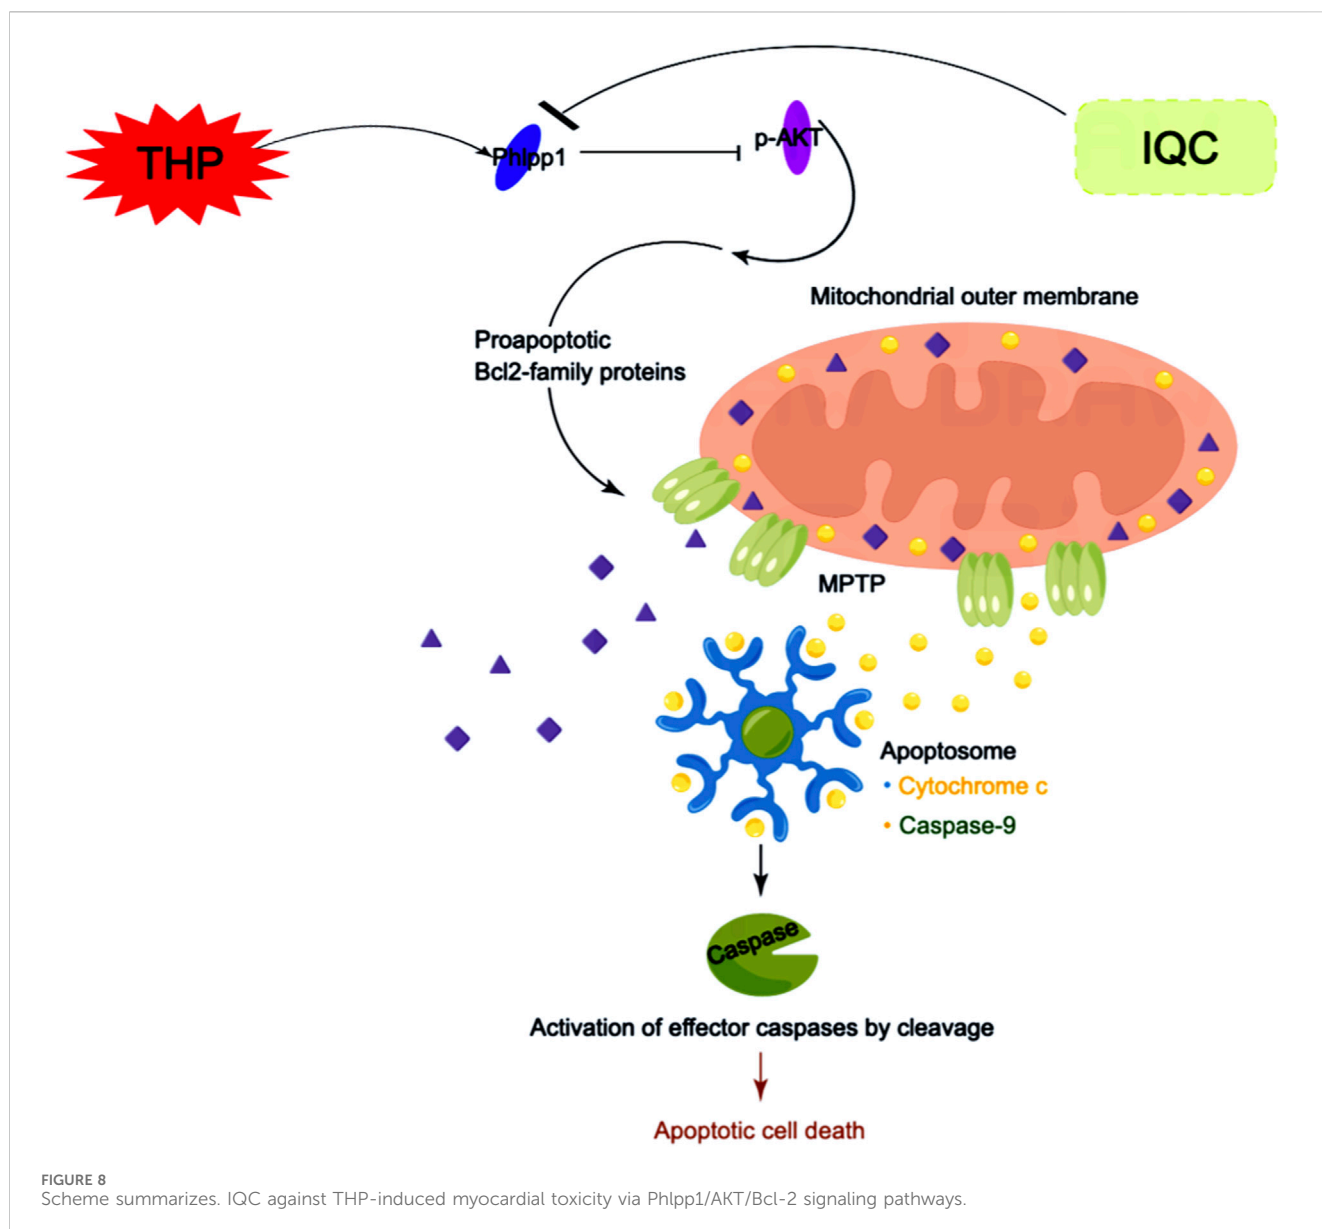 THP
Phlpp1
p-AKT
IQC
Mitochondrial outer membrane
Proapoptotic
Bcl2-family proteins
MPTP
Apoptosome
• Cytochrome c
• Caspase-9
Caspase
Activation of effector caspases by cleavage
Apoptotic cell death
FIGURE 8
Scheme summarizes. IQC against THP-induced myocardial toxicity via Phlpp1/AKT/Bcl-2 signaling pathways.